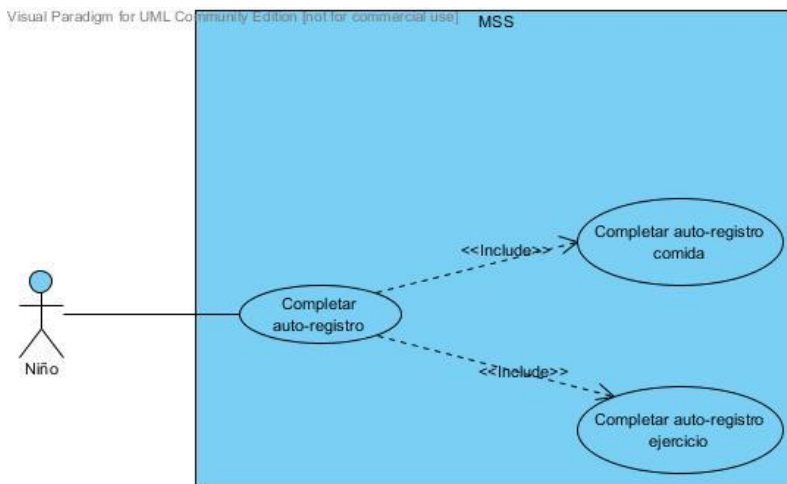 Visual Paradigm for UML Community Edition [not for commercial use]
MSS
Completar auto-registro
comida
<<Include>>
Completar
auto-registro
Niño
<<Include>>
Completar auto-registro
ejercicio